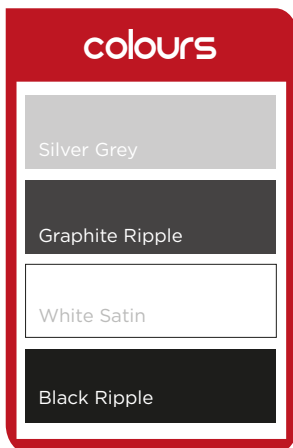 colours
Silver Grey
Graphite Ripple
White Satin
Black Ripple